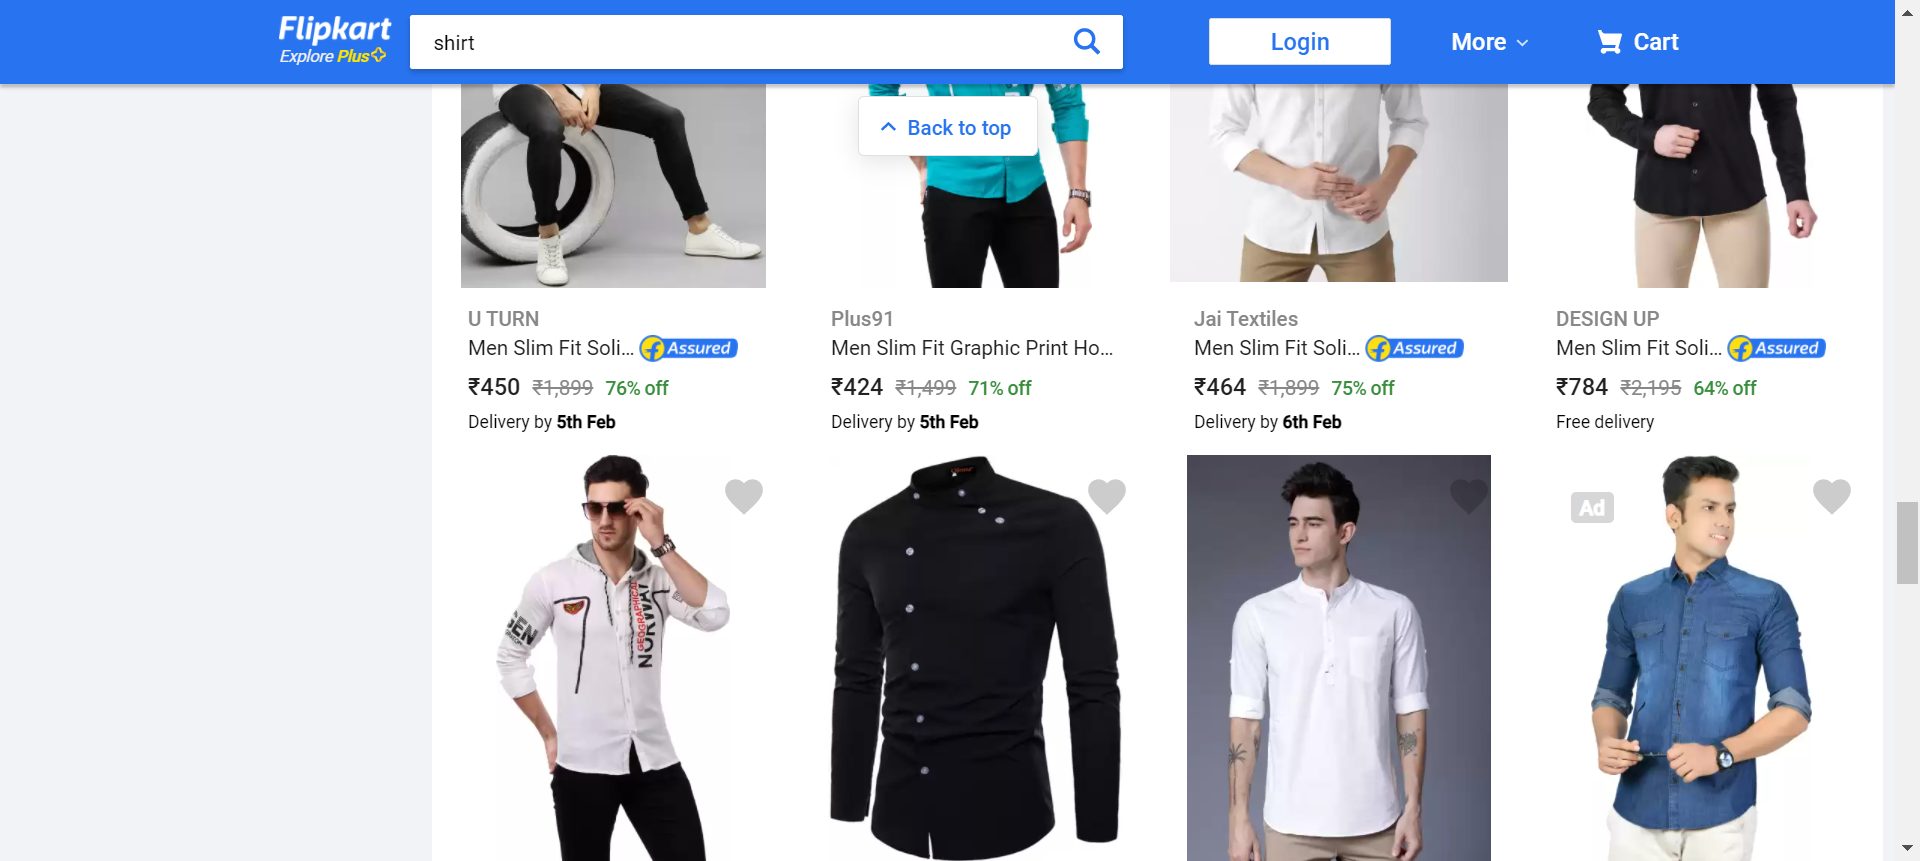 Flipkart
Explore Plus
shirt
Login
More
Cart
Back to top
U TURN
Men Slim Fit Soli... Assured
₹450 ₹1,899 76% off
Delivery by 5th Feb
Plus91
Men Slim Fit Graphic Print Ho...
₹424 ₹1,499 71% off
Delivery by 5th Feb
Jai Textiles
Men Slim Fit Soli... Assured
₹464 ₹1,899 75% off
Delivery by 6th Feb
DESIGN UP
Men Slim Fit Soli... Assured
₹784 ₹2,195 64% off
Free delivery
GEOGRAPHICAL
NORWAY
Ad